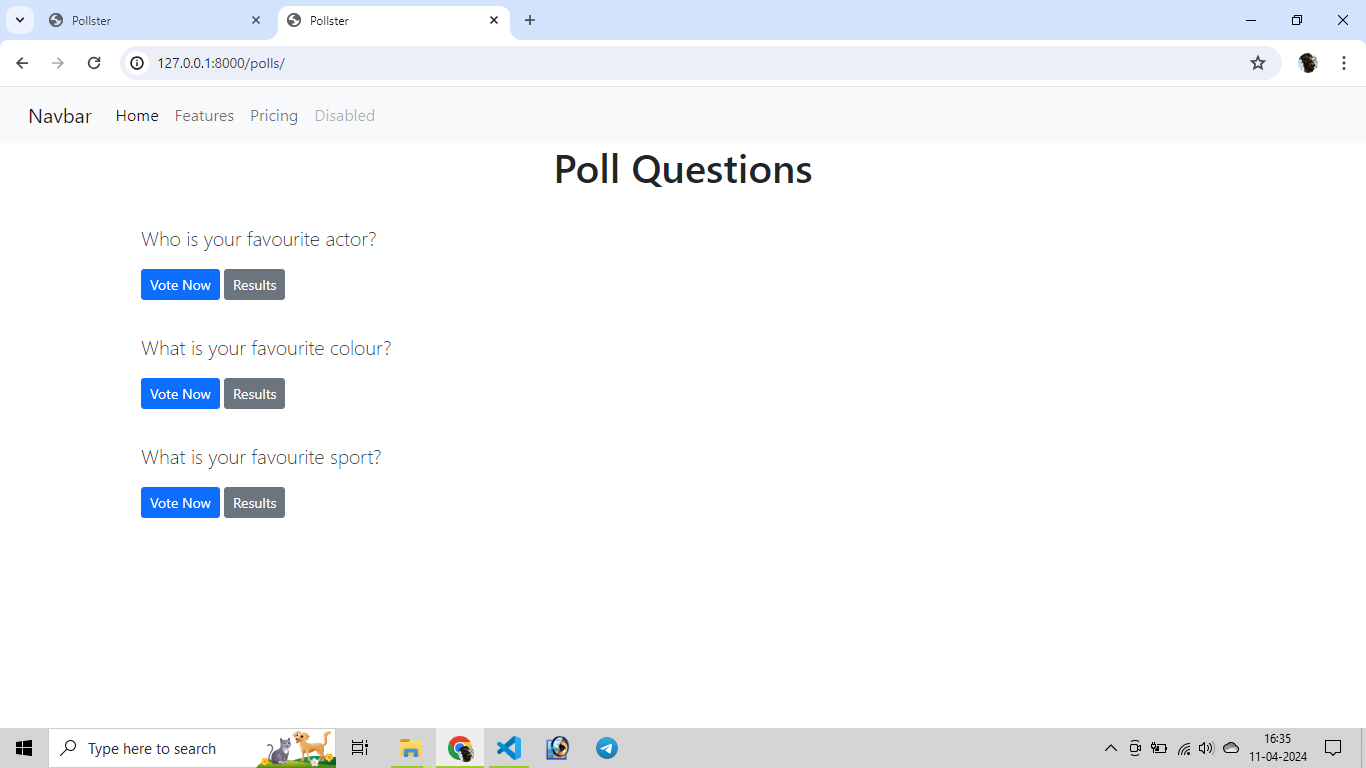 Pollster
Pollster
127.0.0.1:8000/polls/
Navbar Home Features Pricing Disabled
Poll Questions
Who is your favourite actor?
Vote Now Results
What is your favourite colour?
Vote Now Results
What is your favourite sport?
Vote Now Results
Type here to search
16:35
11-04-2024